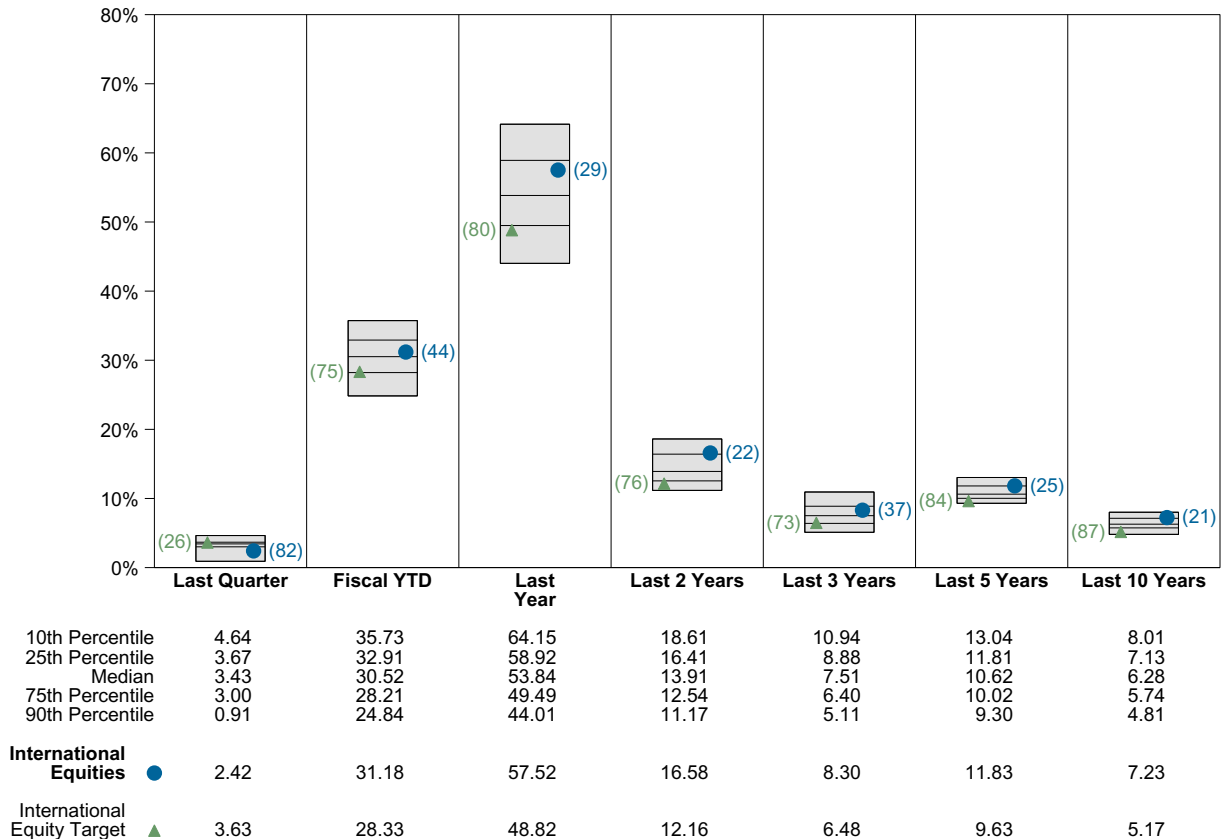 80%
70%
60%
50%
40%
30%
20%
10%
0%
(26) (82)
(75) (44)
(80) (29)
(76) (22)
(73) (37)
(84) (25)
(87) (21)
Last Quarter Fiscal YTD Last Last 2 Years Last 3 Years Last 5 Years Last 10 Years
Year
10th Percentile 4.64 35.73 64.15 18.61 10.94 13.04 8.01
25th Percentile 3.67 32.91 58.92 16.41 8.88 11.81 7.13
Median 3.43 30.52 53.84 13.91 7.51 10.62 6.28
75th Percentile 3.00 28.21 49.49 12.54 6.40 10.02 5.74
90th Percentile 0.91 24.84 44.01 11.17 5.11 9.30 4.81
International
Equities 2.42 31.18 57.52 16.58 8.30 11.83 7.23
International
Equity Target 3.63 28.33 48.82 12.16 6.48 9.63 5.17